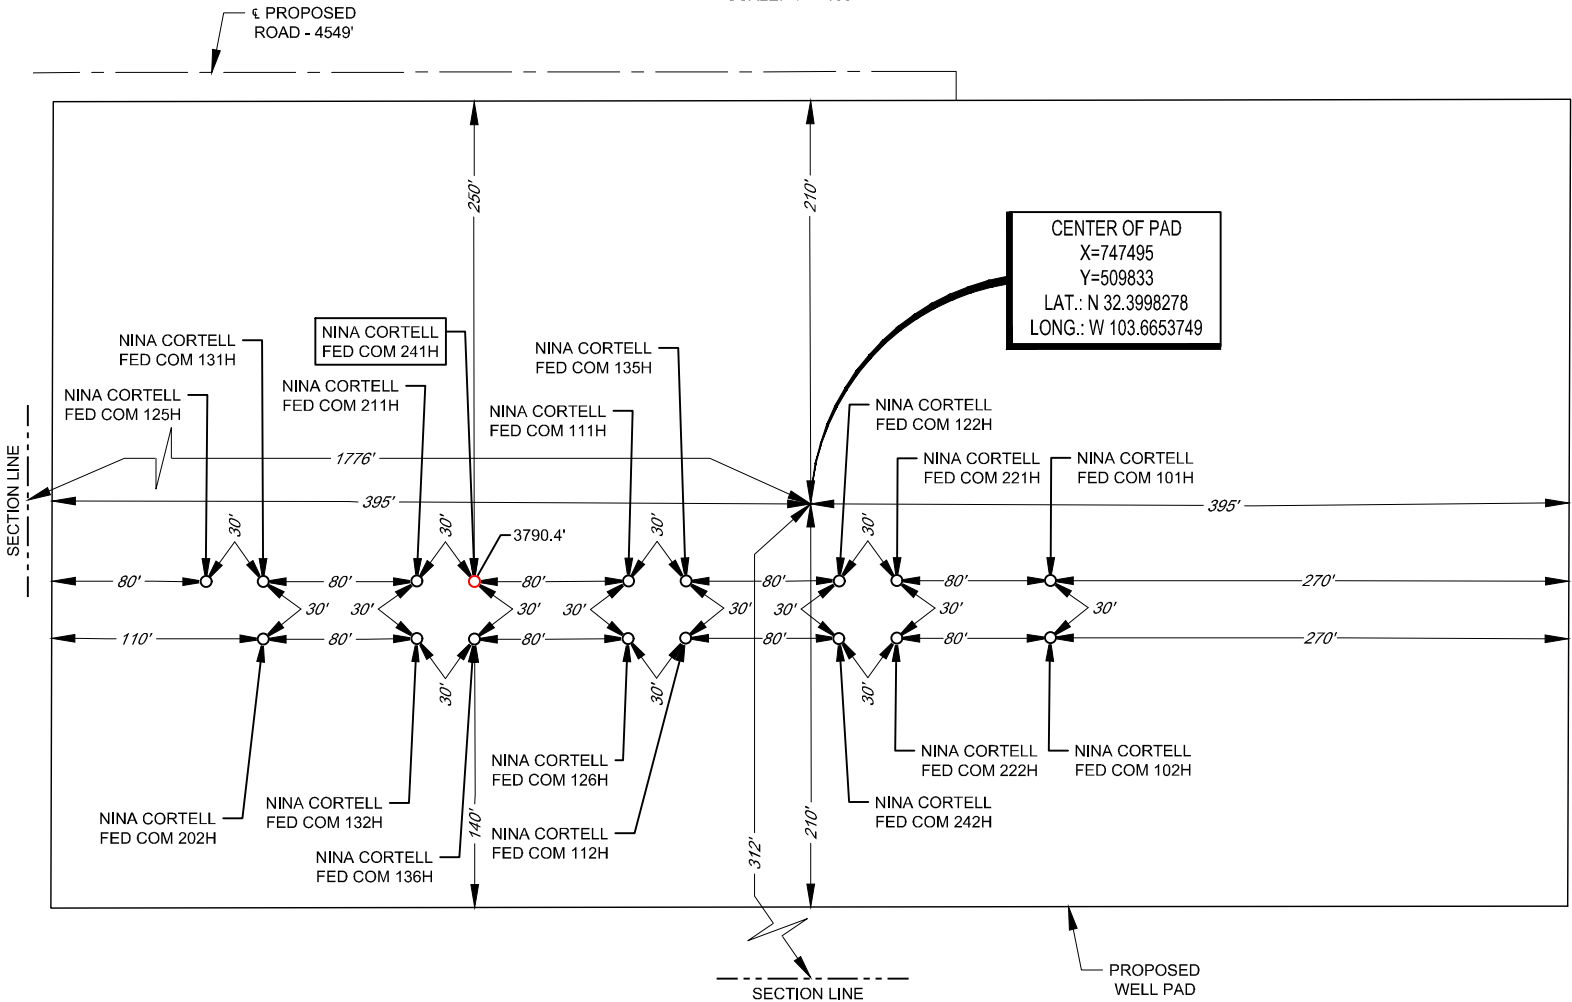 ℄ PROPOSED
ROAD - 4549'
250'
210'
CENTER OF PAD
X=747495
Y=509833
LAT.: N 32.3998278
LONG.: W 103.6653749
NINA CORTELL
FED COM 131H
NINA CORTELL
FED COM 241H
NINA CORTELL
FED COM 135H
NINA CORTELL
FED COM 125H
NINA CORTELL
FED COM 211H
NINA CORTELL
FED COM 111H
NINA CORTELL
FED COM 122H
NINA CORTELL
FED COM 221H
NINA CORTELL
FED COM 101H
SECTION LINE
1776'
395'
395'
30'
30'
30'
30'
3790.4'
80'
80'
80'
80'
80'
270'
30'
30'
30'
30'
30'
30'
30'
30'
110'
80'
80'
80'
80'
270'
30'
30'
30'
NINA CORTELL
FED COM 126H
NINA CORTELL
FED COM 222H
NINA CORTELL
FED COM 102H
NINA CORTELL
FED COM 202H
NINA CORTELL
FED COM 132H
NINA CORTELL
FED COM 136H
140'
NINA CORTELL
FED COM 112H
312'
210'
NINA CORTELL
FED COM 242H
PROPOSED
WELL PAD
SECTION LINE